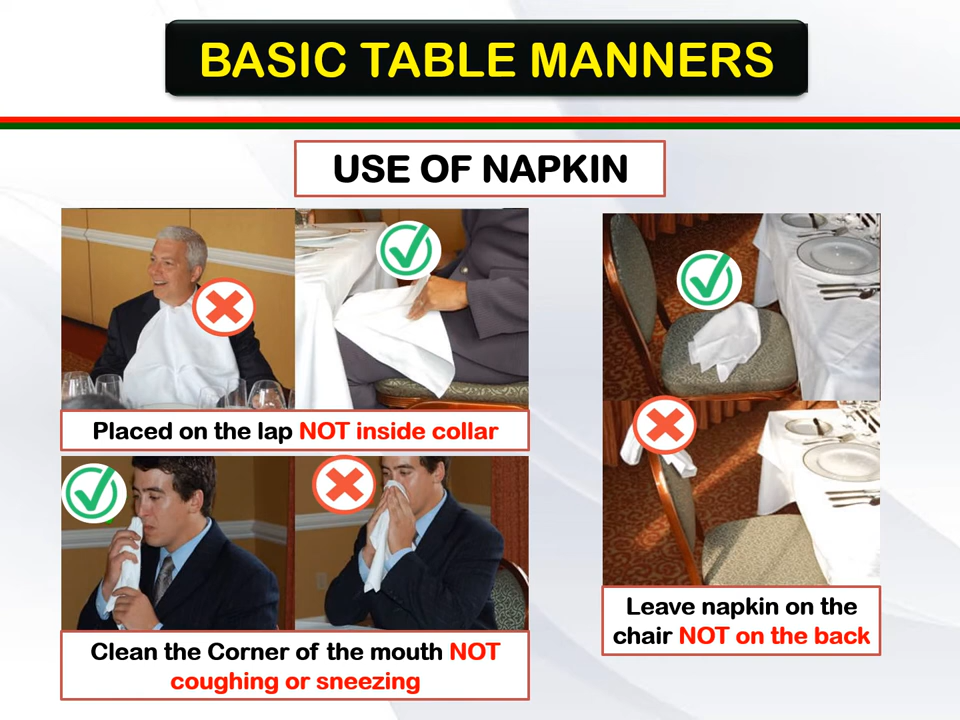 BASIC TABLE MANNERS
USE OF NAPKIN
Placed on the lap NOT inside collar
Clean the Corner of the mouth NOT
coughing or sneezing
Leave napkin on the
chair NOT on the back